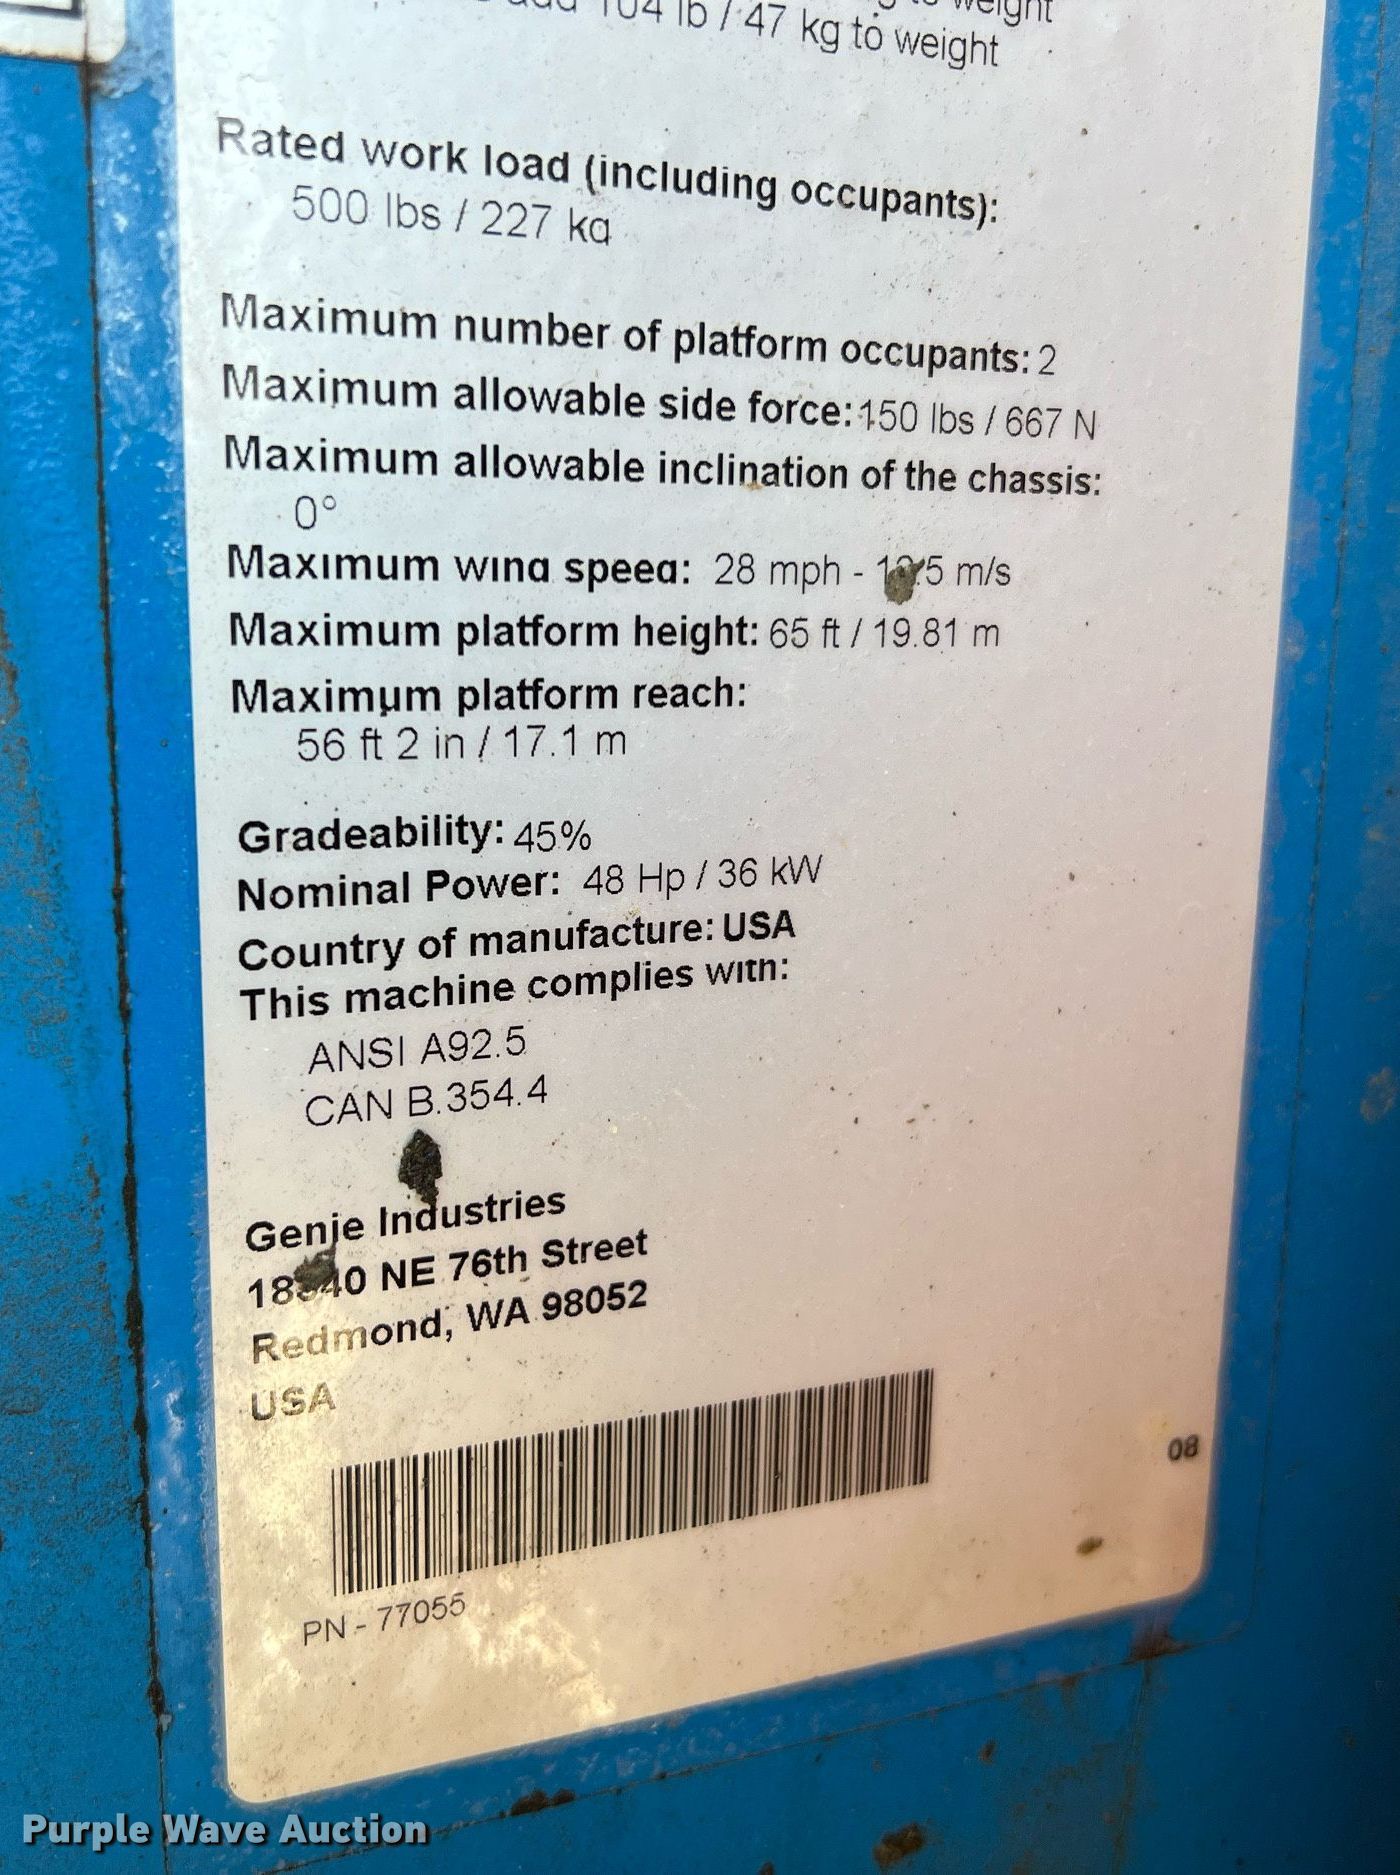 to weight
104 lb / 47 kg to weight
Rated work load (including occupants):
500 lbs / 227 kg
Maximum number of platform occupants: 2
Maximum allowable side force: 150 lbs / 667 N
Maximum allowable inclination of the chassis:
0°
Maximum wind speed: 28 mph - m/s
Maximum platform height: 65 ft / 19.81 m
Maximum platform reach:
56 ft 2 in / 17.1 m
Gradeability: 45%
Nominal Power: 48 Hp / 36 kW
Country of manufacture: USA
This machine complies with:
ANSI A92.5
CAN B.354.4
Genie Industries
NE 76th Street
Redmond, WA 98052
USA
08
PN - 77055
Purple Wave Auction